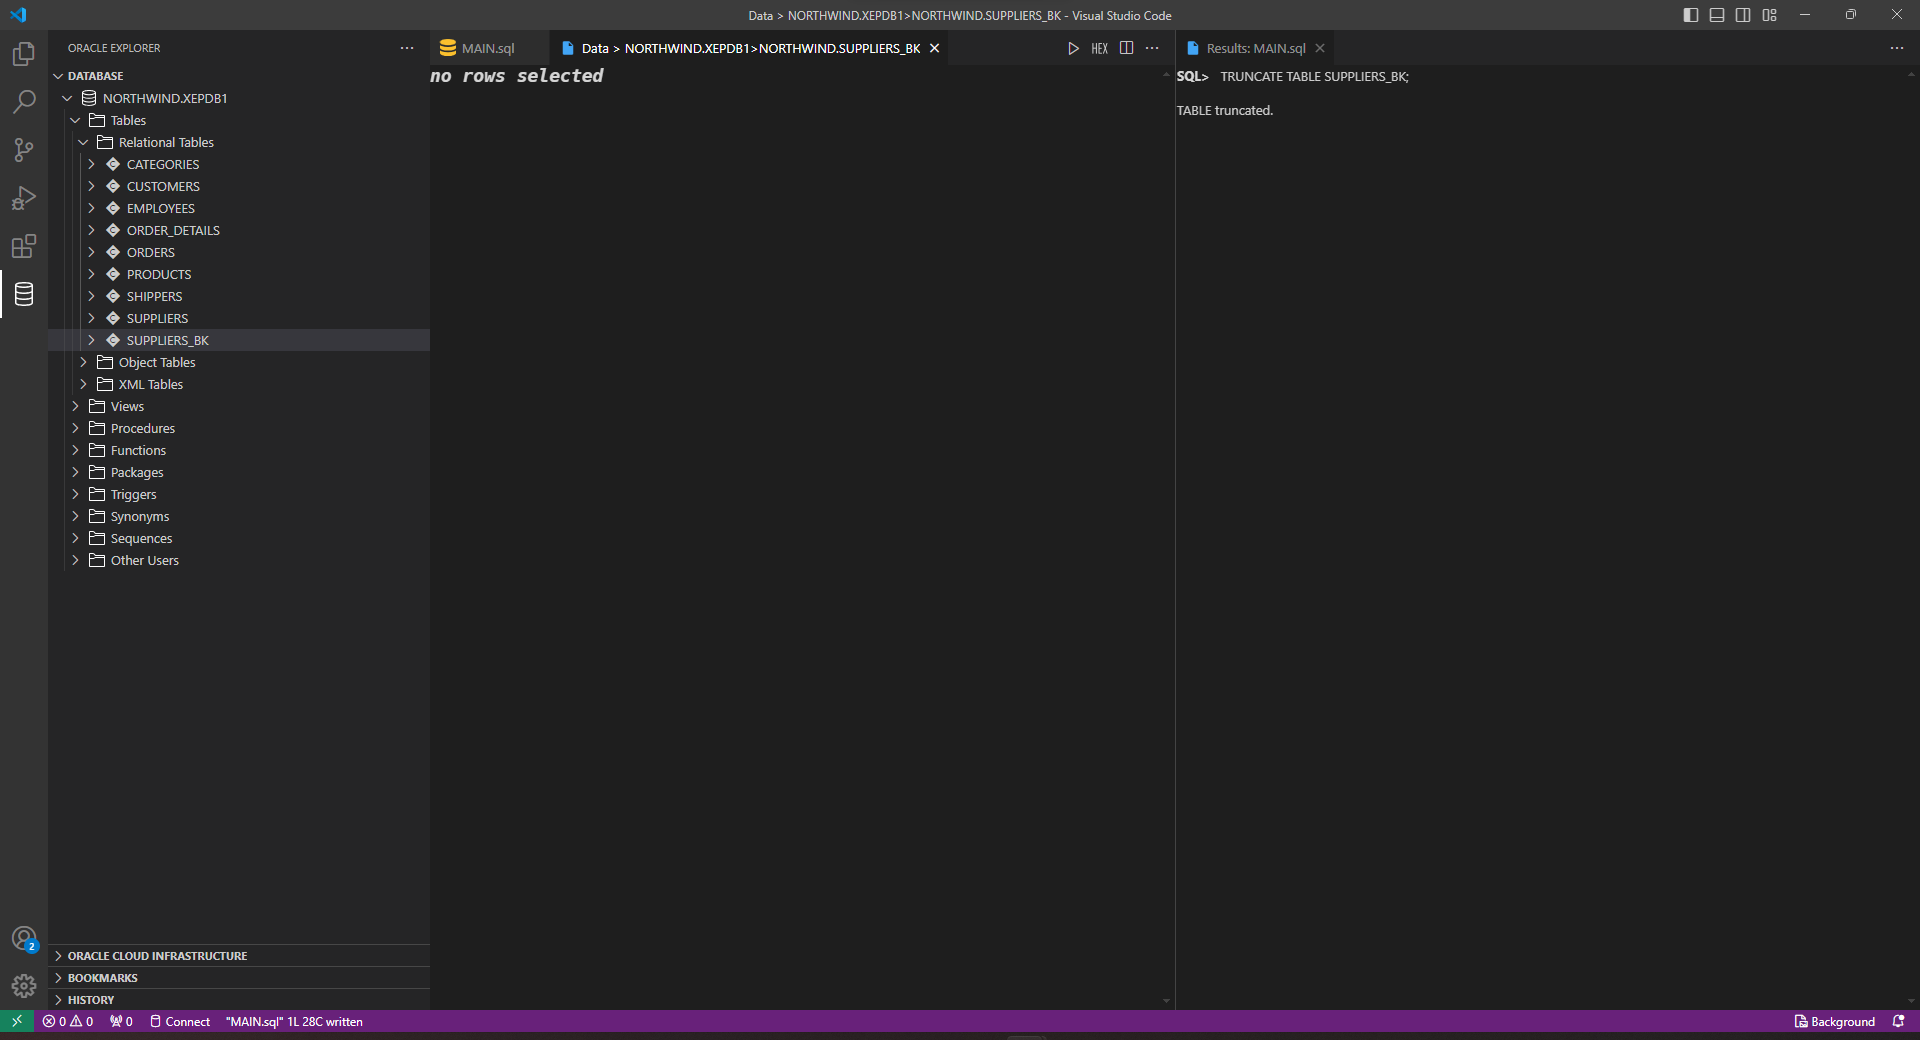 Data > NORTHWIND.XEPDB1>NORTHWIND.SUPPLIERS_BK - Visual Studio Code
ORACLE EXPLORER
DATABASE
NORTHWIND.XEPDB1
Tables
Relational Tables
CATEGORIES
CUSTOMERS
EMPLOYEES
ORDER_DETAILS
ORDERS
PRODUCTS
SHIPPERS
SUPPLIERS
SUPPLIERS_BK
Object Tables
XML Tables
Views
Procedures
Functions
Packages
Triggers
Synonyms
Sequences
Other Users
ORACLE CLOUD INFRASTRUCTURE
BOOKMARKS
HISTORY
2
MAIN.sql
Data > NORTHWIND.XEPDB1>NORTHWIND.SUPPLIERS_BK
HEX
no rows selected
Results: MAIN.sql
SQL> TRUNCATE TABLE SUPPLIERS_BK;
TABLE truncated.
0 0 0 Connect "MAIN.sql" 1L 28C written Background